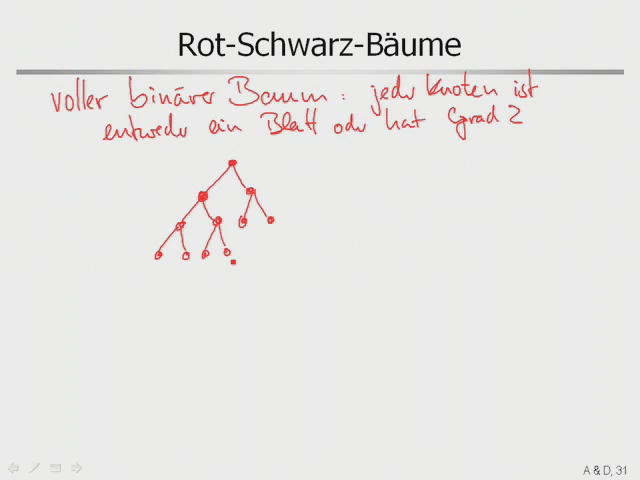 Rot-Schwarz-Bäume
voller binärer Baum: jeder Knoten ist
entweder ein Blatt oder hat Grad 2
A & D, 31